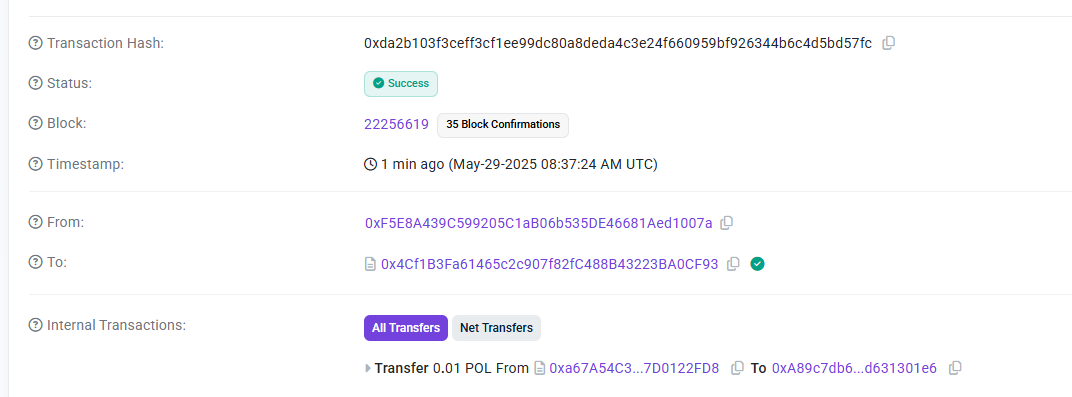 Transaction Hash: 0xda2b103f3ceff3cf1ee99dc80a8deda4c3e24f660959bf926344b6c4d5bd57fc
Status: Success
Block: 22256619 35 Block Confirmations
Timestamp: 1 min ago (May-29-2025 08:37:24 AM UTC)
From: 0xF5E8A439C599205C1aB06b535DE46681Aed1007a
To: 0x4Cf1B3Fa61465c2c907f82fC488B43223BA0CF93
Internal Transactions: All Transfers Net Transfers
Transfer 0.01 POL From 0xa67A54C3...7D0122FD8 To 0xA89c7db6...d631301e6